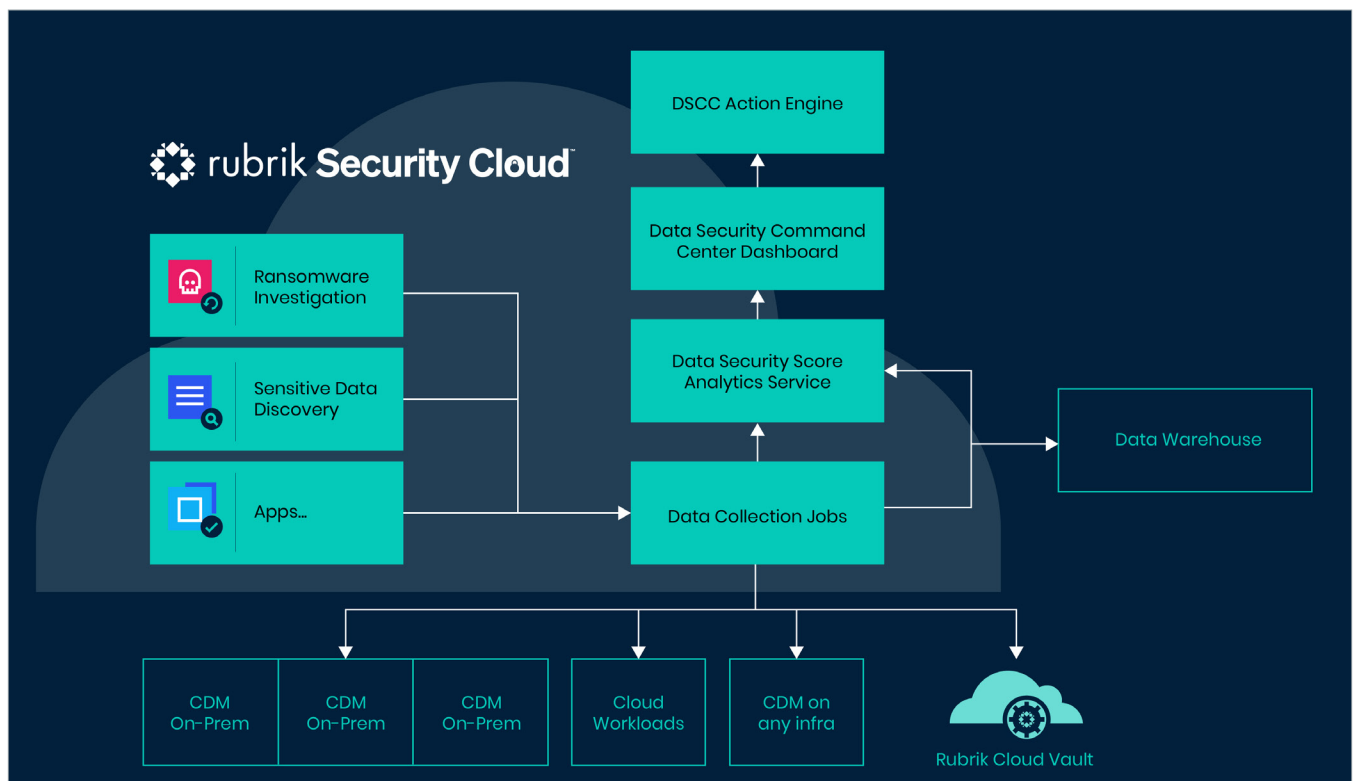 rubrik Security Cloud™
Ransomware
Investigation
Sensitive Data
Discovery
Apps...
DSCC Action Engine
Data Security Command
Center Dashboard
Data Security Score
Analytics Service
Data Collection Jobs
Data Warehouse
CDM
On-Prem
CDM
On-Prem
CDM
On-Prem
Cloud
Workloads
CDM on
any infra
Rubrik Cloud Vault